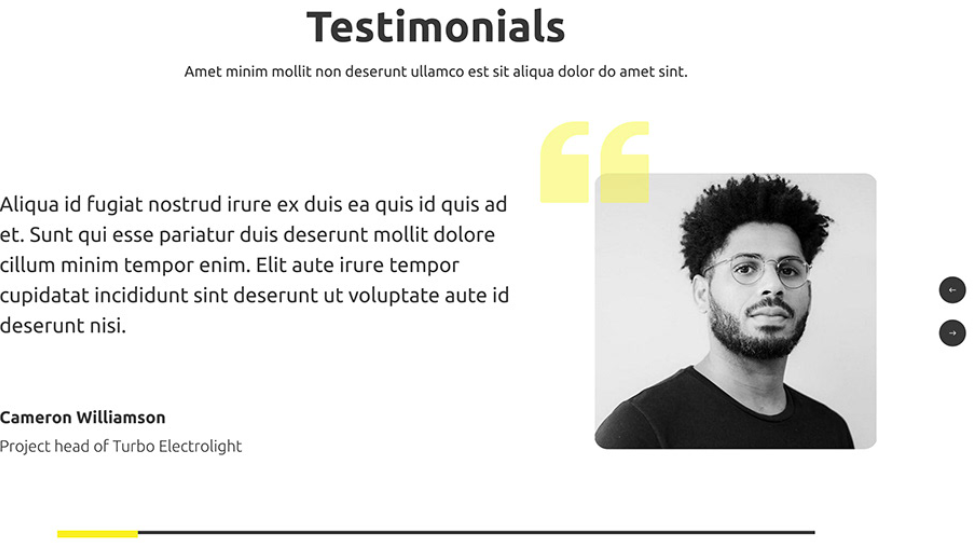 Testimonials
Amet minim mollit non deserunt ullamco est sit aliqua dolor do amet sint.
“
Aliqua id fugiat nostrud irure ex duis ea quis id quis ad
et. Sunt qui esse pariatur duis deserunt mollit dolore
cillum minim tempor enim. Elit aute irure tempor
cupidatat incididunt sint deserunt ut voluptate aute id
deserunt nisi.
←
→
Cameron Williamson
Project head of Turbo Electrolight